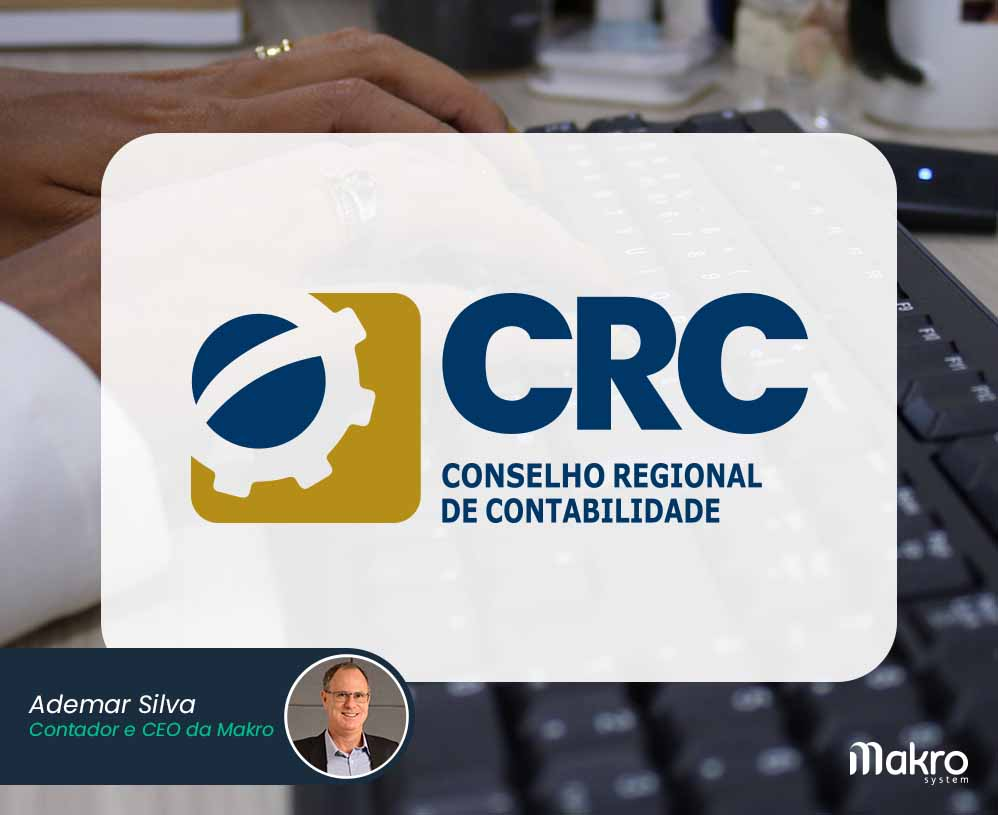 CRC
CONSELHO REGIONAL
DE CONTABILIDADE
Ademar Silva
Contador e CEO da Makro
Makro
system